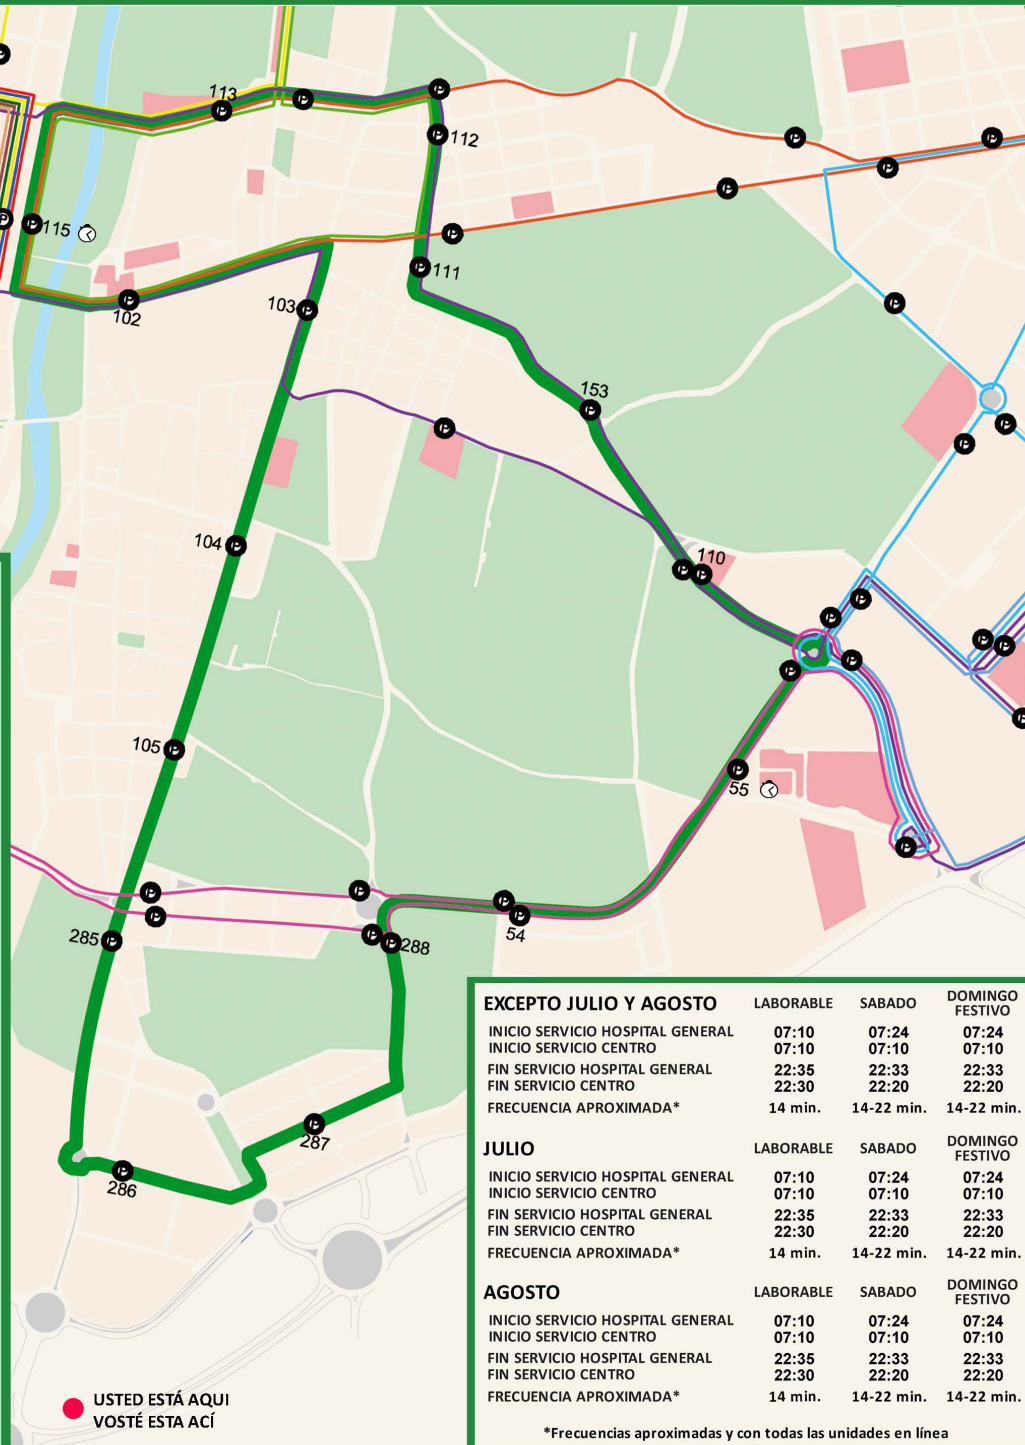 113
112
115
111
103
102
153
104
110
105
55
285
288
54
287
286
EXCEPTO JULIO Y AGOSTO LABORABLE SABADO DOMINGO FESTIVO
INICIO SERVICIO HOSPITAL GENERAL 07:10 07:24 07:24
INICIO SERVICIO CENTRO 07:10 07:10 07:10
FIN SERVICIO HOSPITAL GENERAL 22:35 22:33 22:33
FIN SERVICIO CENTRO 22:30 22:20 22:20
FRECUENCIA APROXIMADA* 14 min. 14-22 min. 14-22 min.
JULIO LABORABLE SABADO DOMINGO FESTIVO
INICIO SERVICIO HOSPITAL GENERAL 07:10 07:24 07:24
INICIO SERVICIO CENTRO 07:10 07:10 07:10
FIN SERVICIO HOSPITAL GENERAL 22:35 22:33 22:33
FIN SERVICIO CENTRO 22:30 22:20 22:20
FRECUENCIA APROXIMADA* 14 min. 14-22 min. 14-22 min.
AGOSTO LABORABLE SABADO DOMINGO FESTIVO
INICIO SERVICIO HOSPITAL GENERAL 07:10 07:24 07:24
INICIO SERVICIO CENTRO 07:10 07:10 07:10
FIN SERVICIO HOSPITAL GENERAL 22:35 22:33 22:33
FIN SERVICIO CENTRO 22:30 22:20 22:20
FRECUENCIA APROXIMADA* 14 min. 14-22 min. 14-22 min.
*Frecuencias aproximadas y con todas las unidades en línea
USTED ESTÁ AQUI
VOSTÉ ESTA ACÍ